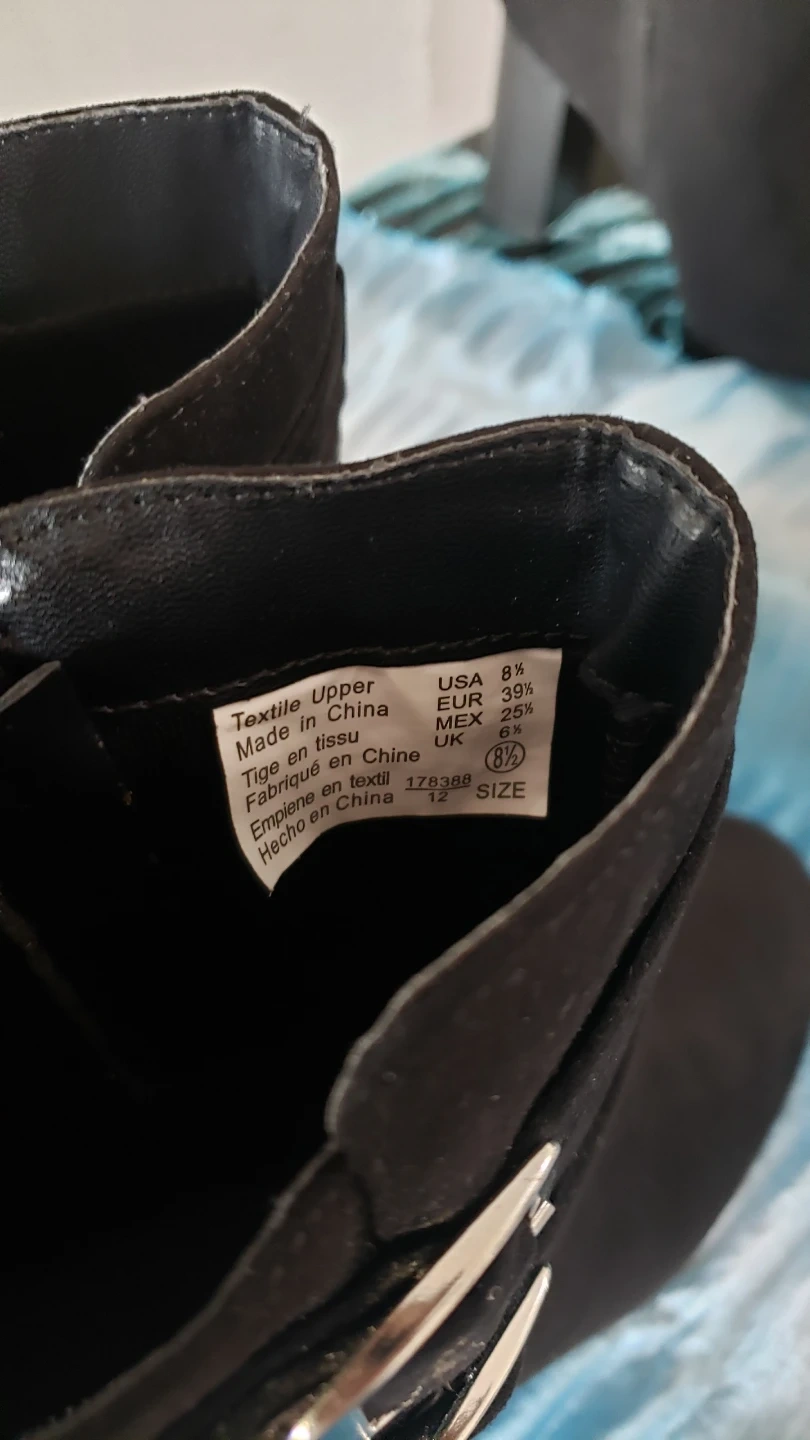 Textile Upper
Made in China
Tige en tissu
Fabriqué en Chine
Empiene en textil
Hecho en China
USA 8½
EUR 39½
MEX 25½
UK 6½
8½
178388
12
SIZE